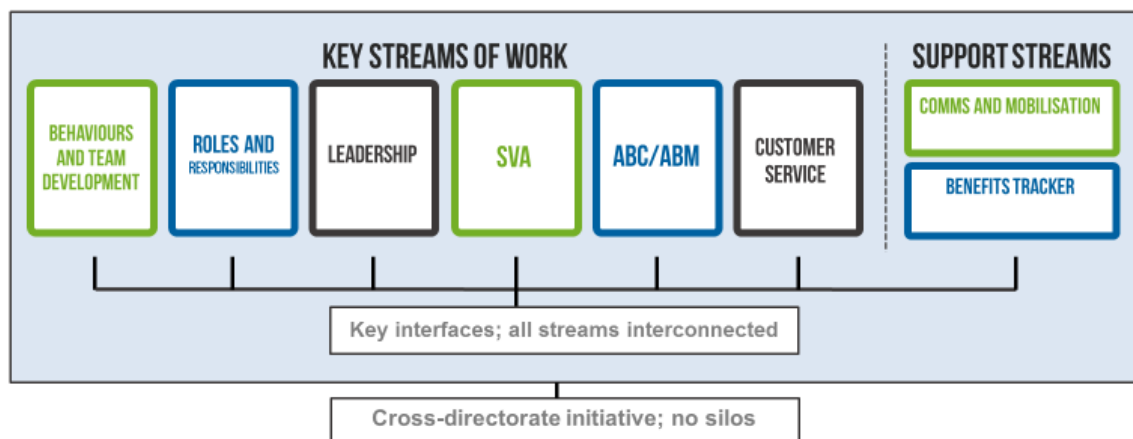 KEY STREAMS OF WORK
SUPPORT STREAMS
BEHAVIOURS
AND TEAM
DEVELOPMENT
ROLES AND
RESPONSIBILITIES
LEADERSHIP
SVA
ABC/ABM
CUSTOMER
SERVICE
COMMS AND MOBILISATION
BENEFITS TRACKER
Key interfaces; all streams interconnected
Cross-directorate initiative; no silos